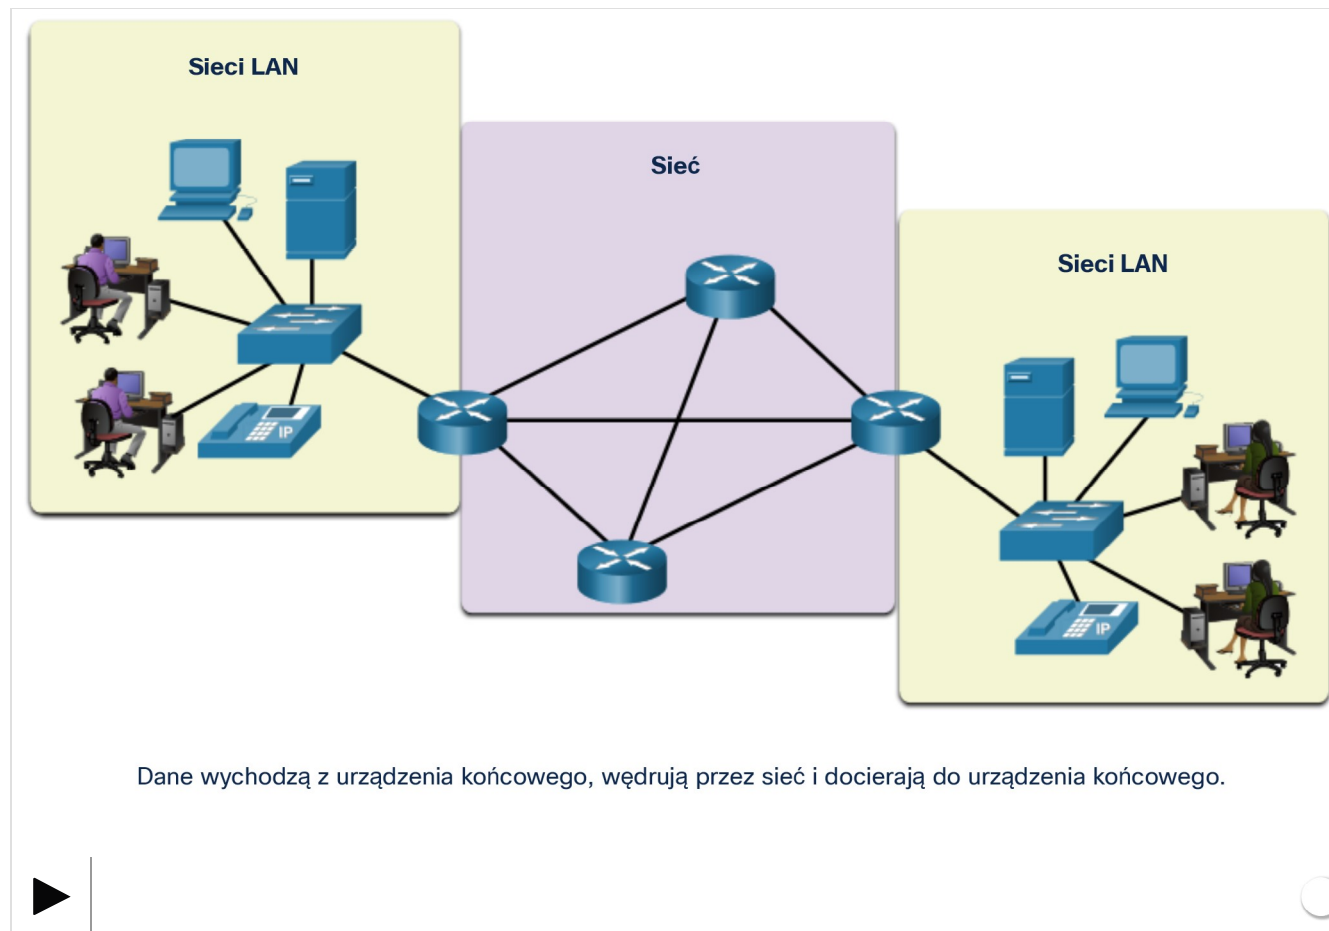 Sieci LAN
Sieć
Sieci LAN
IP
IP
Dane wychodzą z urządzenia końcowego, wędrują przez sieć i docierają do urządzenia końcowego.